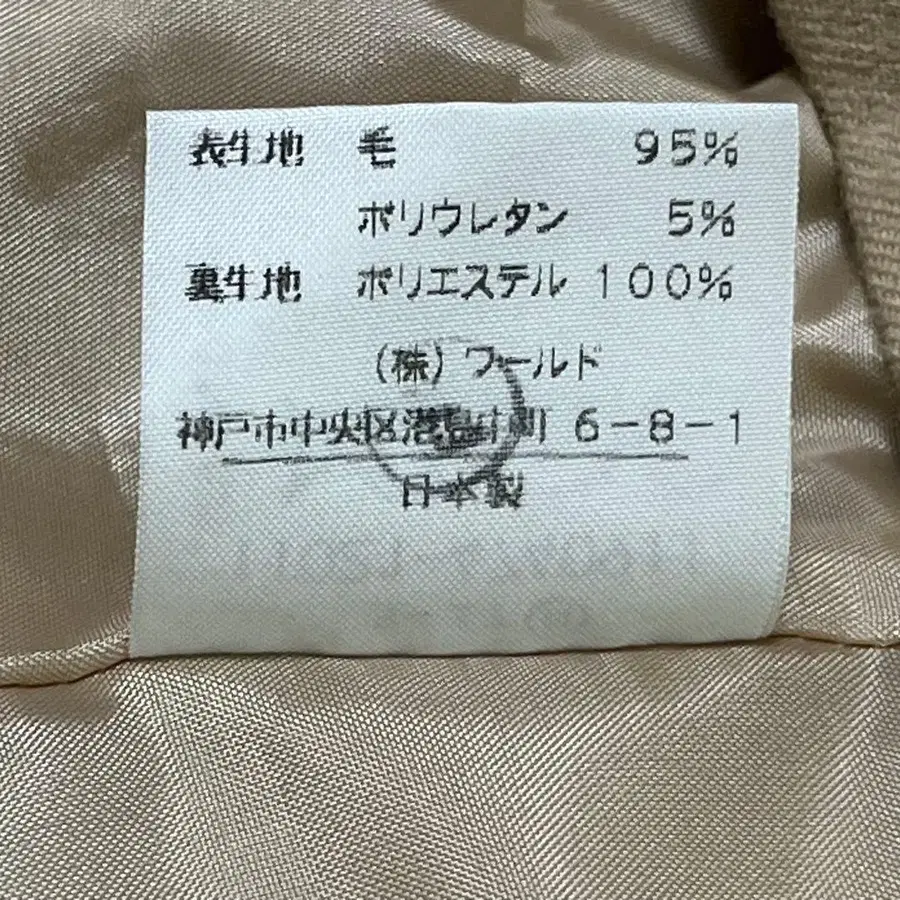 表生地 毛 95%
ポリウレタン 5%
裏生地 ポリエステル 100%
(株)ワールド
神戸市中央区港島中町 6-8-1
日本製